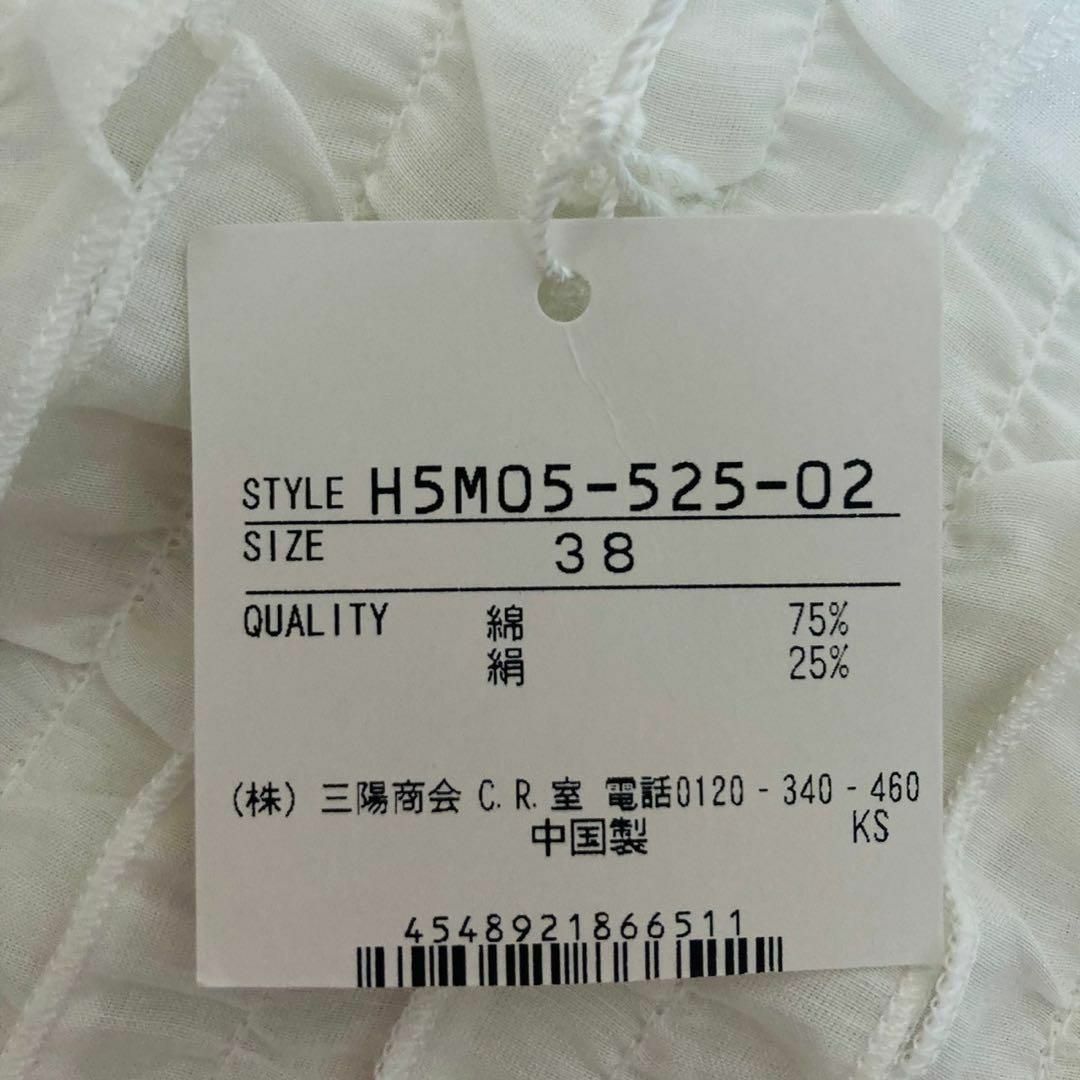 STYLE H5M05-525-02
SIZE 38
QUALITY 綿 75%
絹 25%
(株) 三陽商会 C.R.室 電話0120-340-460
中国製 KS
4548921866511